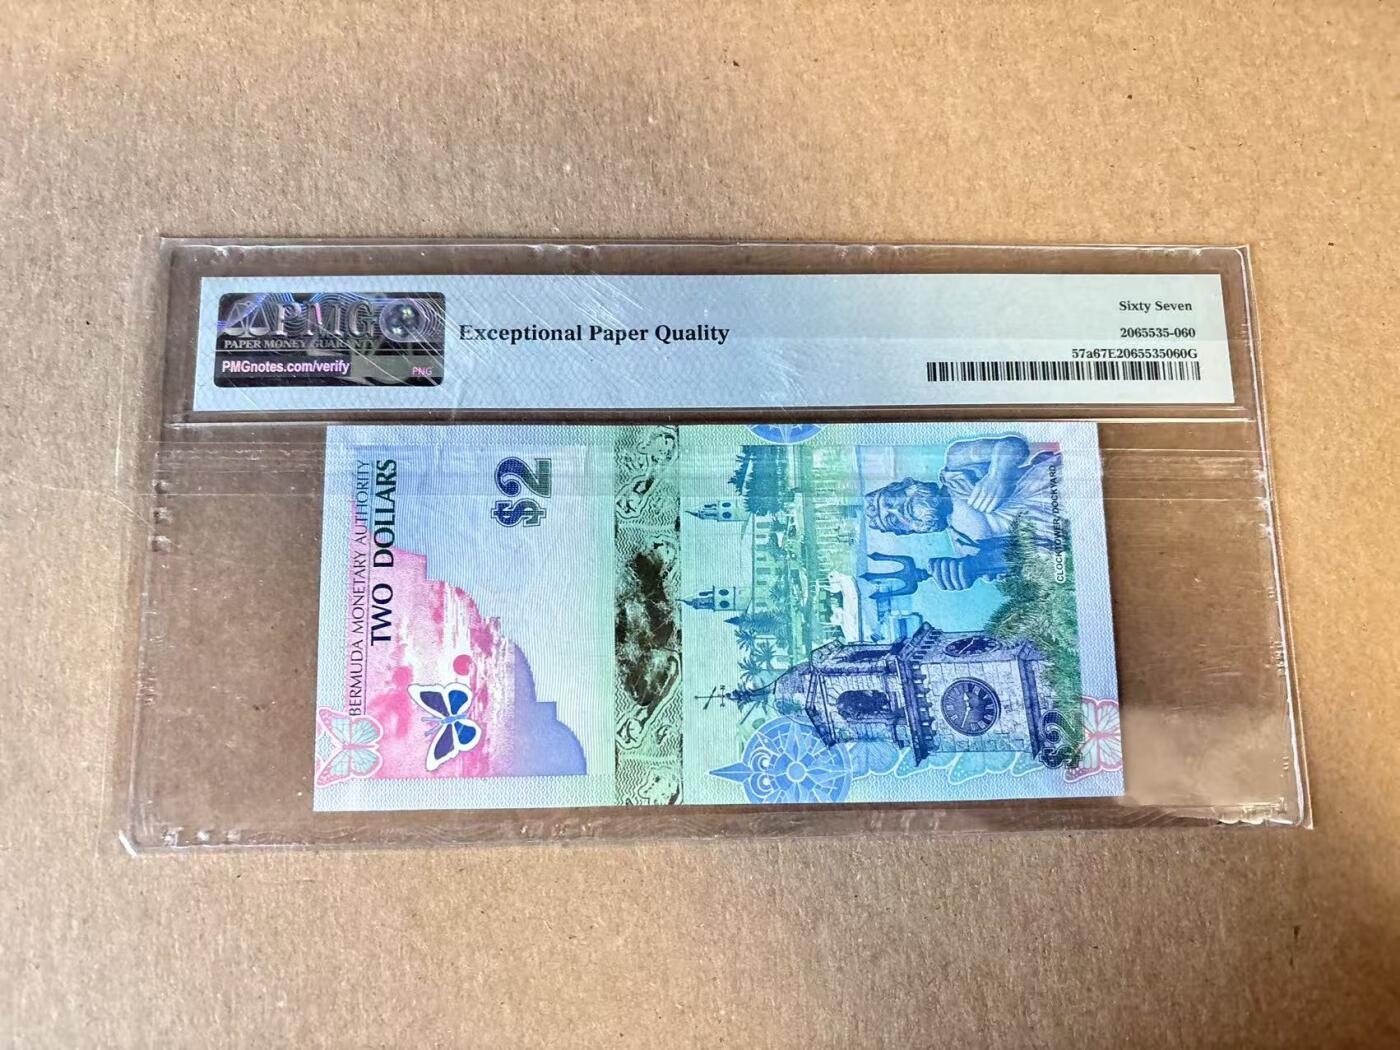 PMG
PAPER MONEY GUARANTY
PMGnotes.com/verify
PNG
Exceptional Paper Quality
Sixty Seven
2065535-060
57a67E2065535060G
BERMUDA MONETARY AUTHORITY
TWO DOLLARS
$2
CLOCKTOWER, DOCKYARD
$2